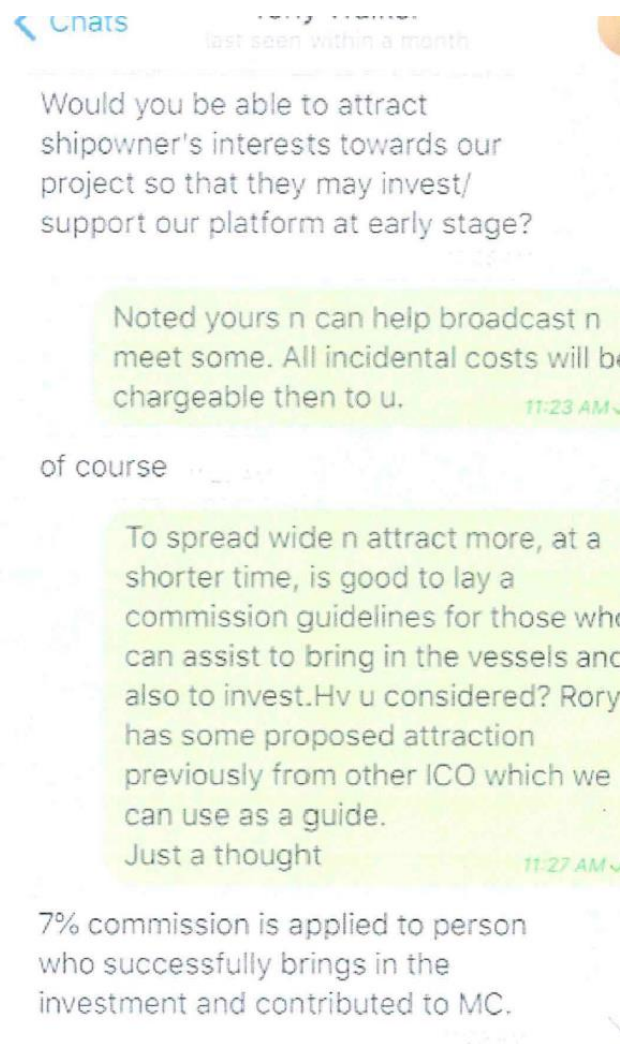 Chats
last seen within a month
Would you be able to attract
shipowner's interests towards our
project so that they may invest/
support our platform at early stage?
Noted yours n can help broadcast n
meet some. All incidental costs will be
chargeable then to u.
11:23 AM
of course
To spread wide n attract more, at a
shorter time, is good to lay a
commission guidelines for those who
can assist to bring in the vessels and
also to invest.Hv u considered? Rory
has some proposed attraction
previously from other ICO which we
can use as a guide.
Just a thought
11:27 AM
7% commission is applied to person
who successfully brings in the
investment and contributed to MC.